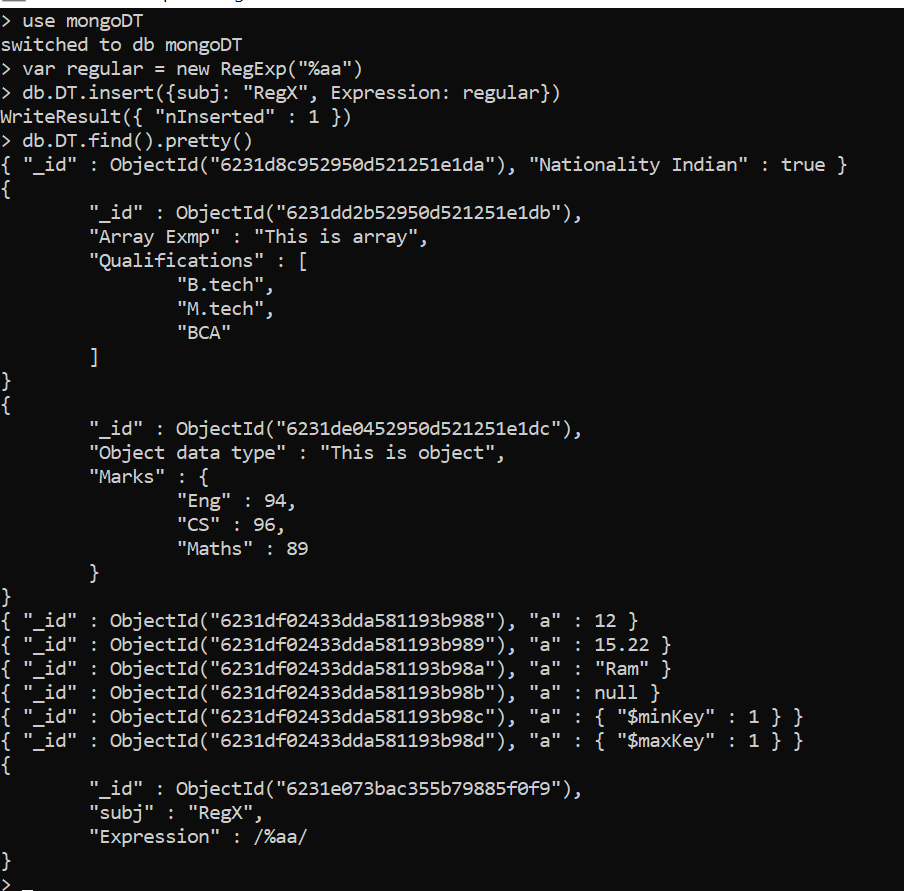 > use mongoDT
switched to db mongoDT
> var regular = new RegExp("%aa")
> db.DT.insert({subj: "RegX", Expression: regular})
WriteResult({ "nInserted" : 1 })
> db.DT.find().pretty()
{ "_id" : ObjectId("6231d8c952950d521251e1da"), "Nationality Indian" : true }
{
        "_id" : ObjectId("6231dd2b52950d521251e1db"),
        "Array Exmp" : "This is array",
        "Qualifications" : [
                "B.tech",
                "M.tech",
                "BCA"
        ]
}
{
        "_id" : ObjectId("6231de0452950d521251e1dc"),
        "Object data type" : "This is object",
        "Marks" : {
                "Eng" : 94,
                "CS" : 96,
                "Maths" : 89
        }
}
{ "_id" : ObjectId("6231df02433dda581193b988"), "a" : 12 }
{ "_id" : ObjectId("6231df02433dda581193b989"), "a" : 15.22 }
{ "_id" : ObjectId("6231df02433dda581193b98a"), "a" : "Ram" }
{ "_id" : ObjectId("6231df02433dda581193b98b"), "a" : null }
{ "_id" : ObjectId("6231df02433dda581193b98c"), "a" : { "$minKey" : 1 } }
{ "_id" : ObjectId("6231df02433dda581193b98d"), "a" : { "$maxKey" : 1 } }
{
        "_id" : ObjectId("6231e073bac355b79885f0f9"),
        "subj" : "RegX",
        "Expression" : /%aa/
}
> _